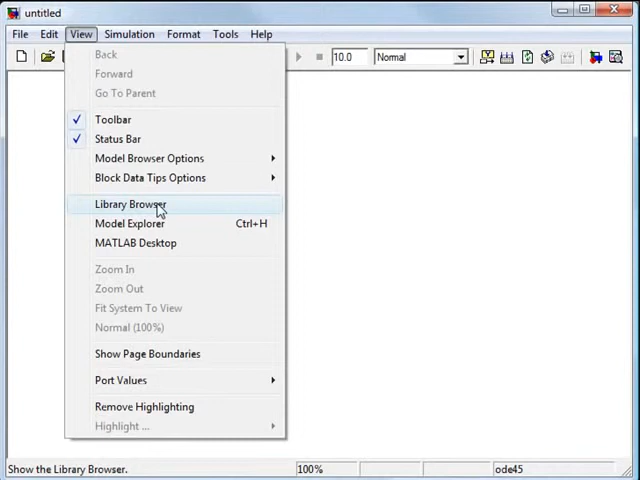 untitled
File Edit View Simulation Format Tools Help
10.0 Normal
Back
Forward
Go To Parent
Toolbar
Status Bar
Model Browser Options
Block Data Tips Options
Library Browser
Model Explorer Ctrl+H
MATLAB Desktop
Zoom In
Zoom Out
Fit System To View
Normal (100%)
Show Page Boundaries
Port Values
Remove Highlighting
Highlight ...
Show the Library Browser. 100% ode45